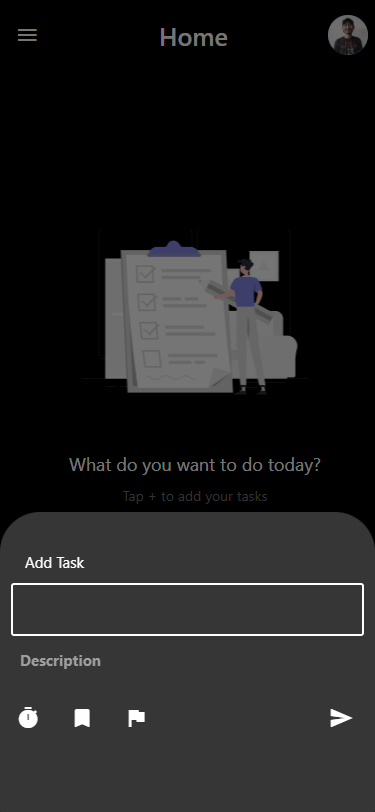 Home
What do you want to do today?
Tap + to add your tasks
Add Task
Description